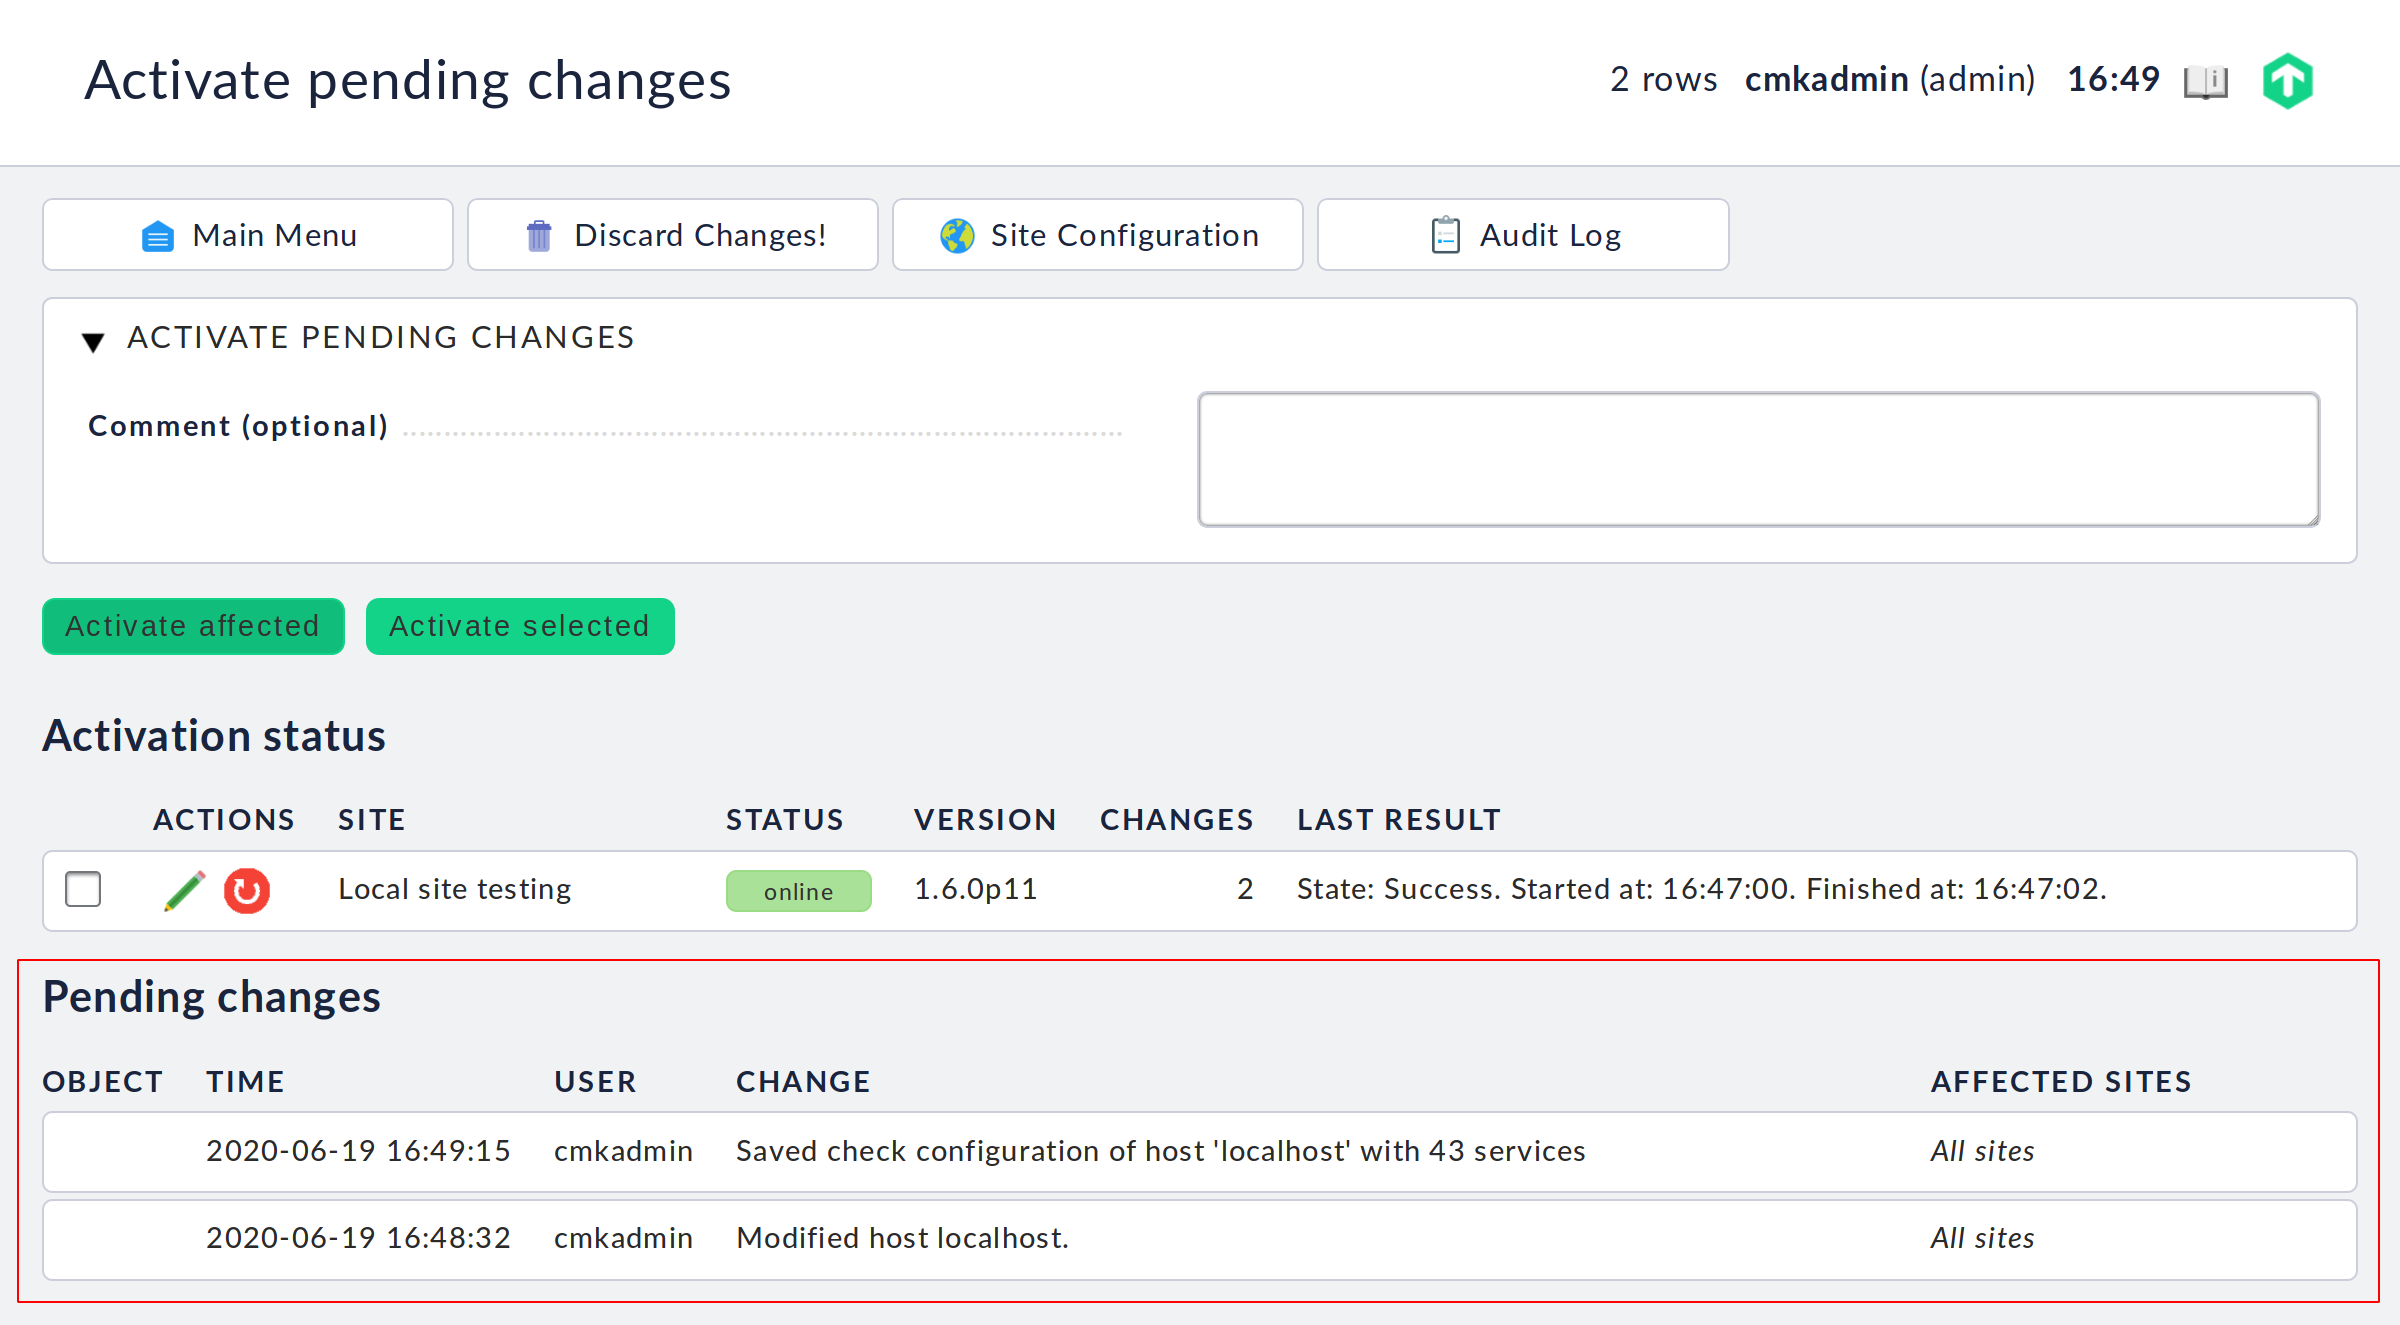 Activate pending changes
2 rows cmkadmin (admin) 16:49
Main Menu
Discard Changes!
Site Configuration
Audit Log
ACTIVATE PENDING CHANGES
Comment (optional)
Activate affected
Activate selected
Activation status
ACTIONS SITE STATUS VERSION CHANGES LAST RESULT
Local site testing online 1.6.0p11 2 State: Success. Started at: 16:47:00. Finished at: 16:47:02.
Pending changes
OBJECT TIME USER CHANGE AFFECTED SITES
2020-06-19 16:49:15 cmkadmin Saved check configuration of host 'localhost' with 43 services All sites
2020-06-19 16:48:32 cmkadmin Modified host localhost. All sites